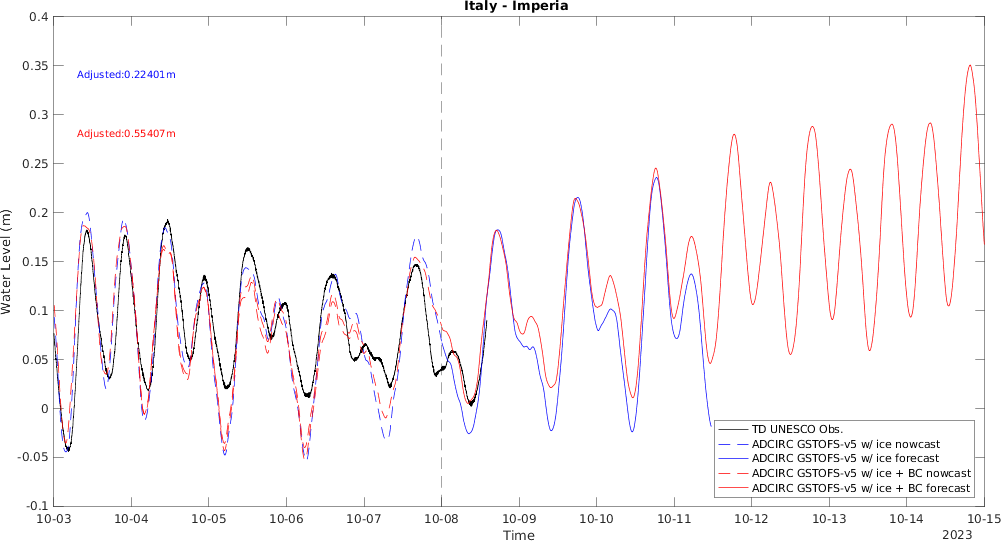 Italy - Imperia
0.4
0.35
0.3
0.25
0.2
0.15
0.1
0.05
0
-0.05
-0.1
Water Level (m)
Adjusted:0.22401m
Adjusted:0.55407m
TD UNESCO Obs.
ADCIRC GSTOFS-v5 w/ ice nowcast
ADCIRC GSTOFS-v5 w/ ice forecast
ADCIRC GSTOFS-v5 w/ ice + BC nowcast
ADCIRC GSTOFS-v5 w/ ice + BC forecast
10-03 10-04 10-05 10-06 10-07 10-08 10-09 10-10 10-11 10-12 10-13 10-14 10-15
Time
2023